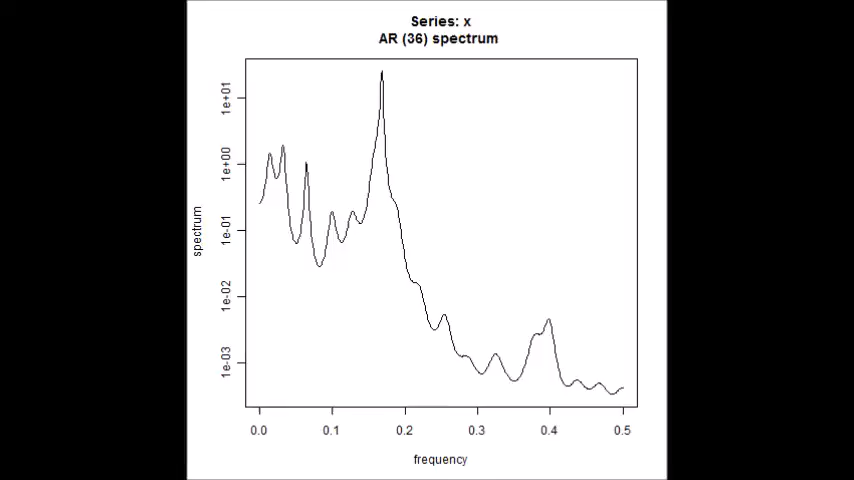 Series: x
AR (36) spectrum
spectrum
1e+01
1e+00
1e-01
1e-02
1e-03
0.0 0.1 0.2 0.3 0.4 0.5
frequency